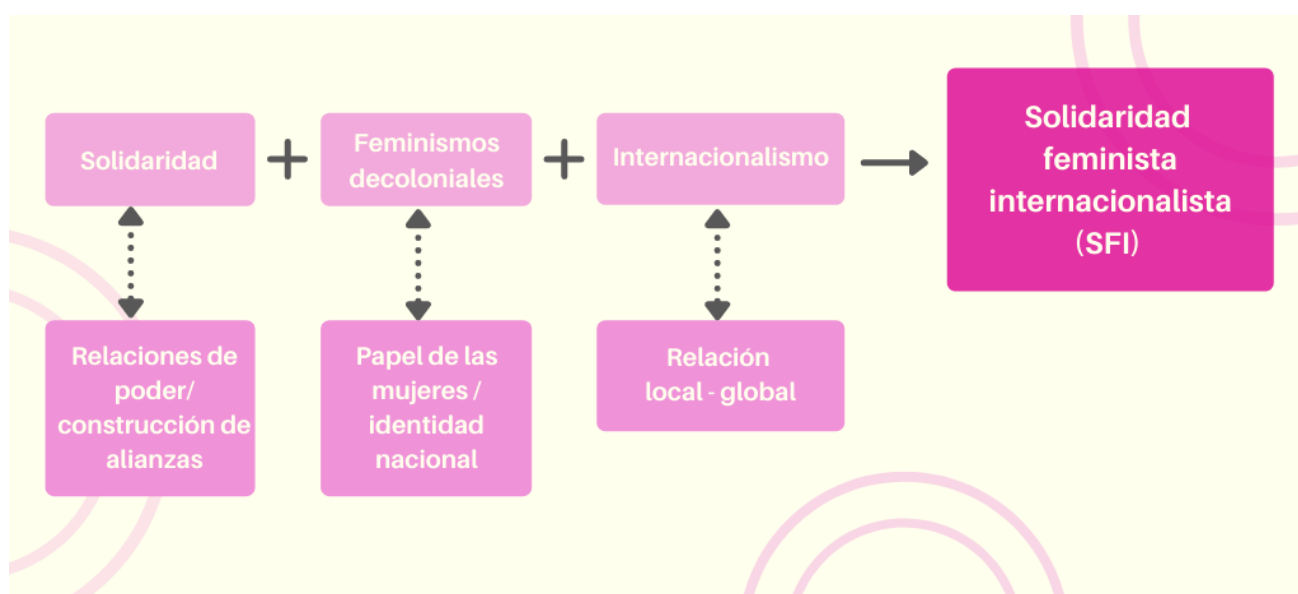 Solidaridad
+
Feminismos
decoloniales
+
Internacionalismo
Solidaridad
feminista
internacionalista
(SFI)
Relaciones de
poder/
construcción de
alianzas
Papel de las
mujeres /
identidad
nacional
Relación
local - global